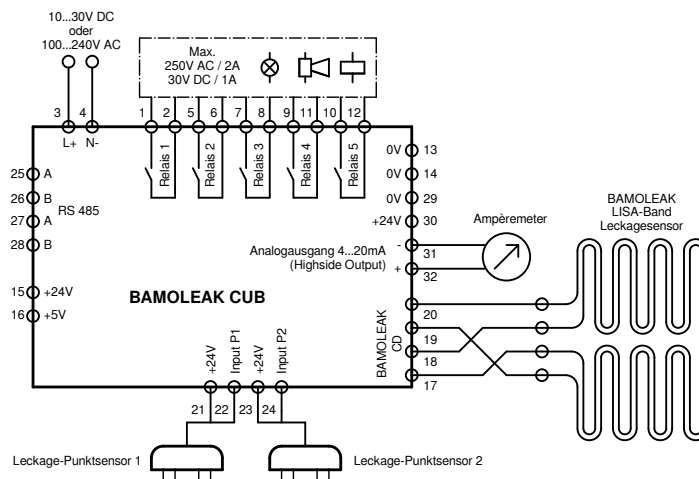 10...30V DC
oder
100...240V AC
Max.
250V AC / 2A
30V DC / 1A
3 4 1 2 5 6 7 8 9 11 10 12
L+ N-
Relais 1 Relais 2 Relais 3 Relais 4 Relais 5
0V 13
0V 14
0V 29
+24V 30
25 A
26 B
RS 485
27 A
28 B
Ampèremeter
BAMOLEAK
LISA-Band
Leckagesensor
Analogausgang 4...20mA
(Highside Output)
- 31
+ 32
15 +24V
16 +5V
BAMOLEAK CUB
BAMOLEAK
CD
20
19
18
17
+24V Input P1 +24V Input P2
21 22 23 24
Leckage-Punktsensor 1
Leckage-Punktsensor 2